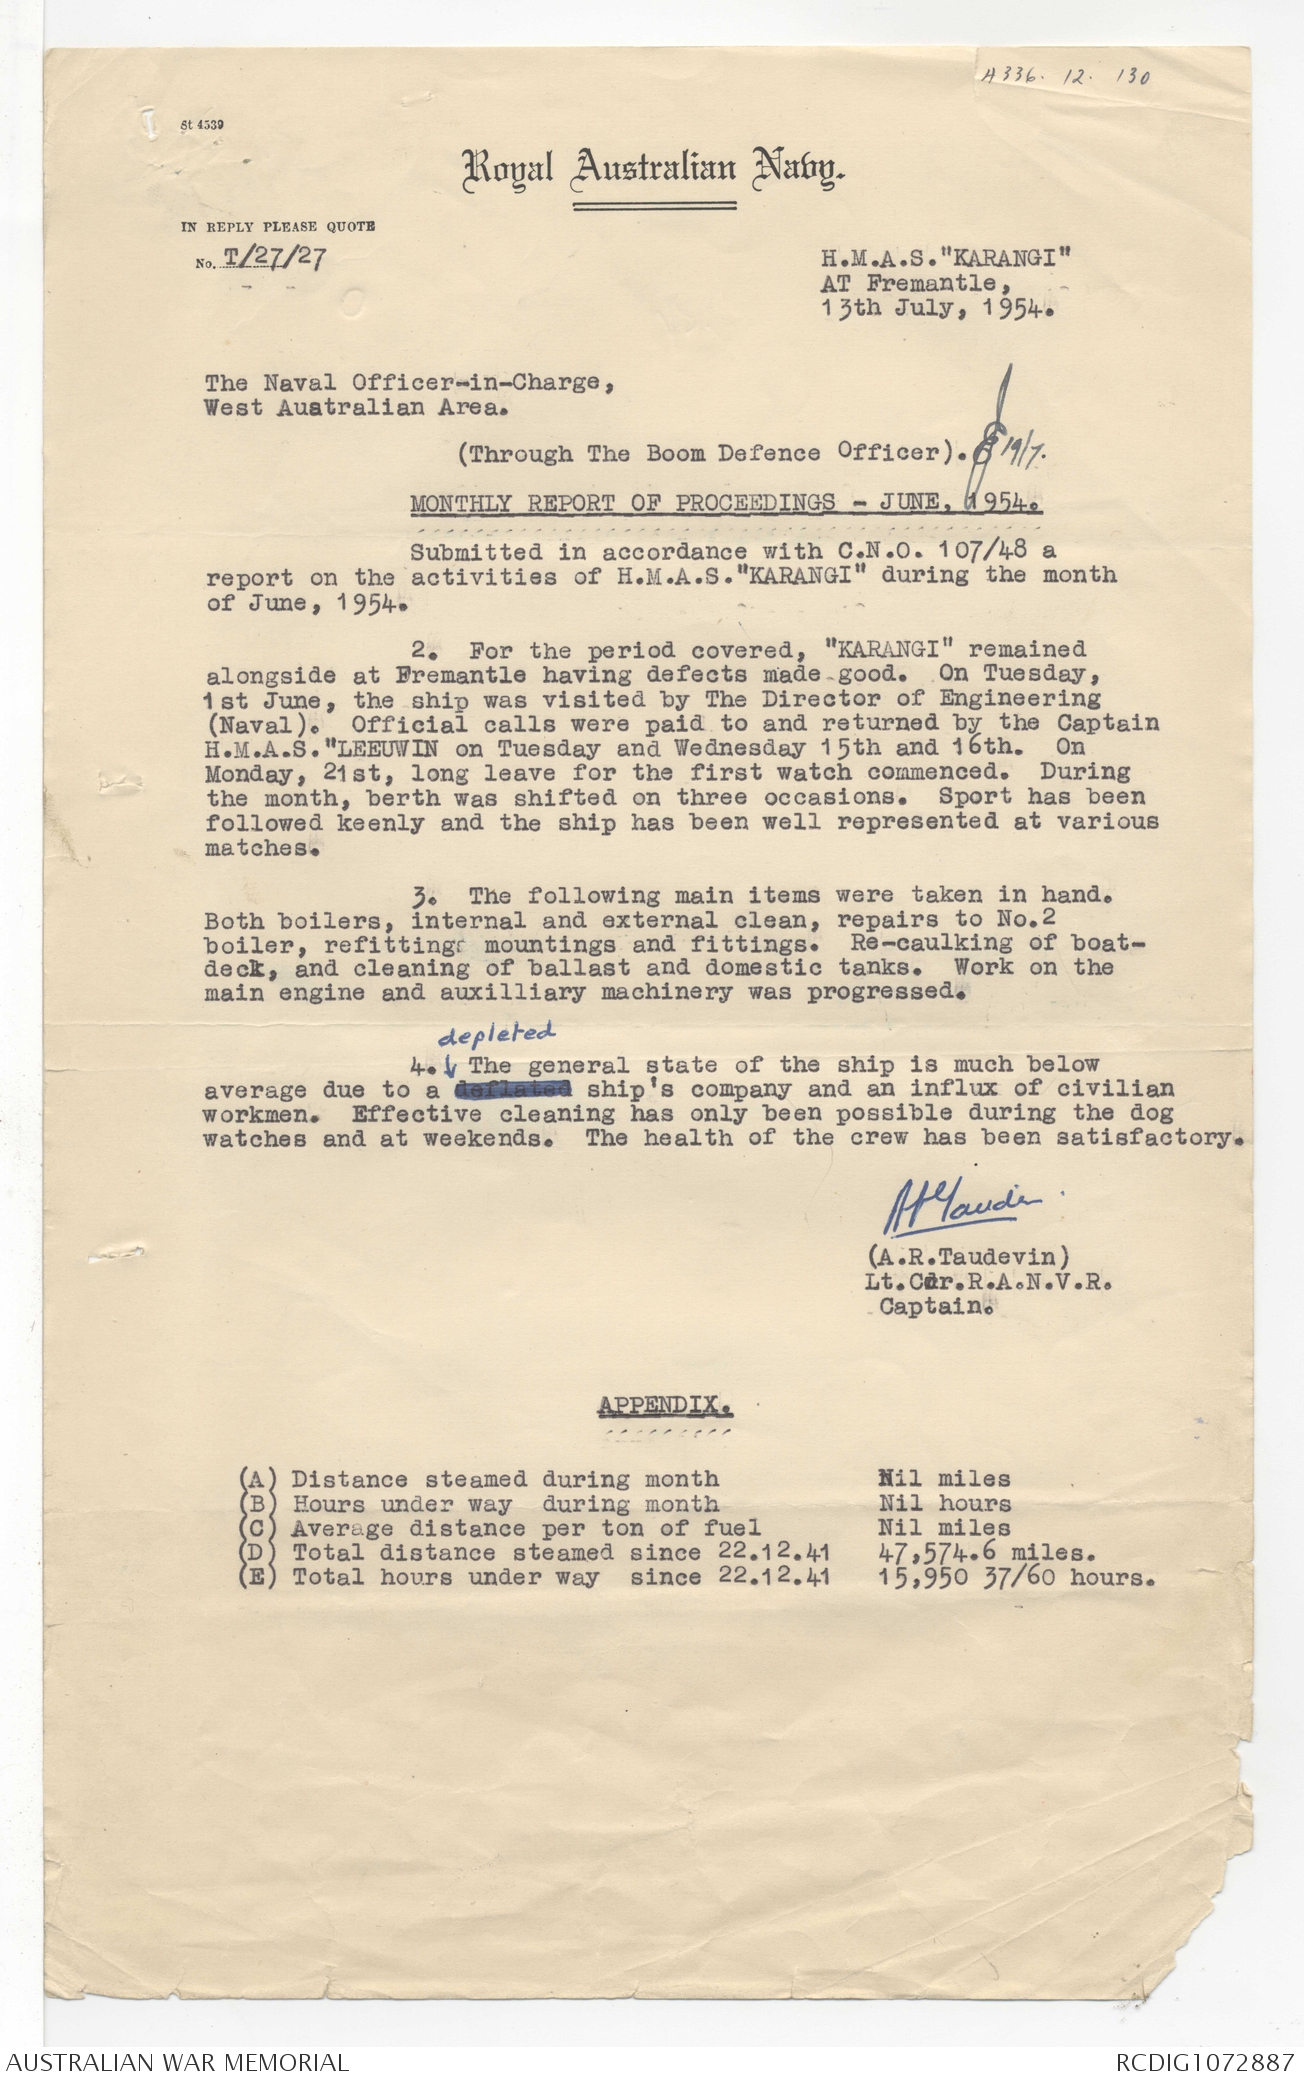 A336. 12. 130
St 4539
Royal Australian Navy.
IN REPLY PLEASE QUOTE
No. T/27/27
H.M.A.S."KARANGI"
AT Fremantle,
13th July, 1954.
The Naval Officer-in-Charge,
West Australian Area.
(Through The Boom Defence Officer). 19/7.
MONTHLY REPORT OF PROCEEDINGS - JUNE, 1954.
Submitted in accordance with C.N.O. 107/48 a
report on the activities of H.M.A.S."KARANGI" during the month
of June, 1954.
2. For the period covered, "KARANGI" remained
alongside at Fremantle having defects made good. On Tuesday,
1st June, the ship was visited by The Director of Engineering
(Naval). Official calls were paid to and returned by the Captain
H.M.A.S."LEEUWIN on Tuesday and Wednesday 15th and 16th. On
Monday, 21st, long leave for the first watch commenced. During
the month, berth was shifted on three occasions. Sport has been
followed keenly and the ship has been well represented at various
matches.
3. The following main items were taken in hand.
Both boilers, internal and external clean, repairs to No.2
boiler, refitting mountings and fittings. Re-caulking of boat-
deck, and cleaning of ballast and domestic tanks. Work on the
main engine and auxilliary machinery was progressed.
depleted
4. The general state of the ship is much below
average due to a deflated ship's company and an influx of civilian
workmen. Effective cleaning has only been possible during the dog
watches and at weekends. The health of the crew has been satisfactory.
(A.R.Taudevin)
Lt.Cdr.R.A.N.V.R.
Captain.
APPENDIX.
(A) Distance steamed during month Nil miles
(B) Hours under way during month Nil hours
(C) Average distance per ton of fuel Nil miles
(D) Total distance steamed since 22.12.41 47,574.6 miles.
(E) Total hours under way since 22.12.41 15,950 37/60 hours.
AUSTRALIAN WAR MEMORIAL
RCDIG1072887